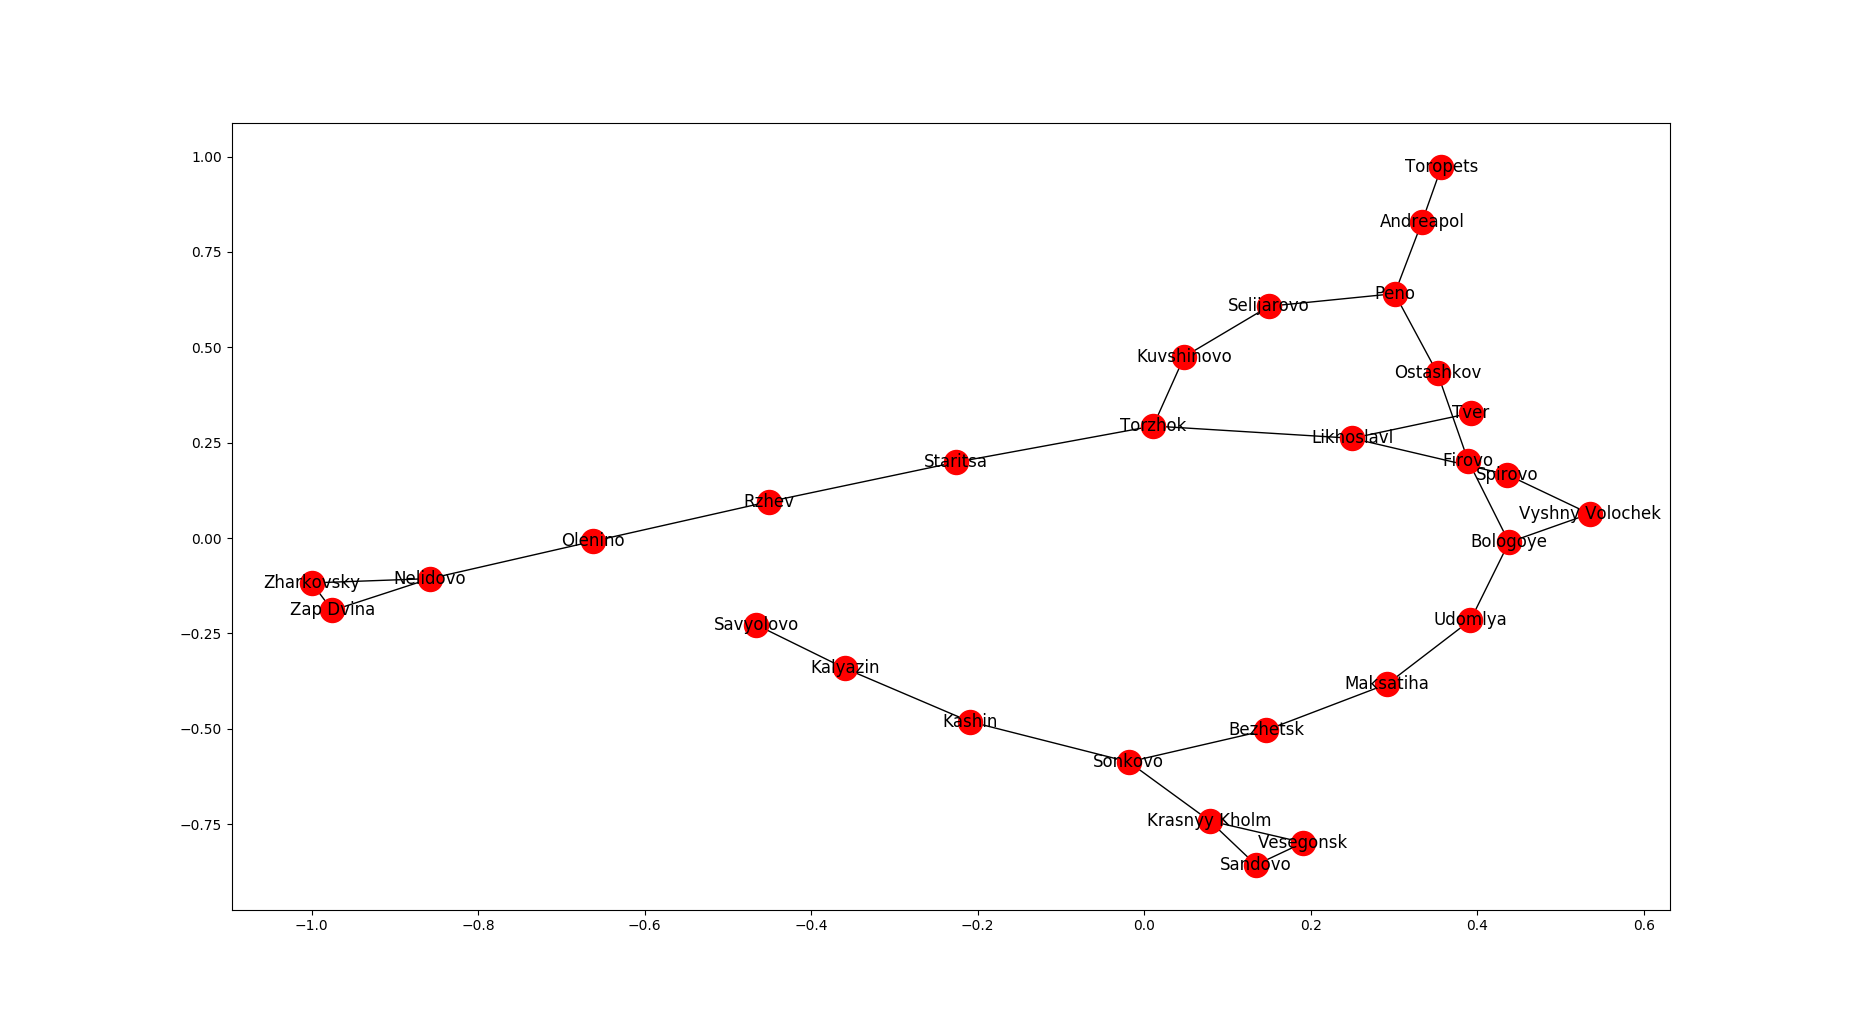 1.00
0.75
0.50
0.25
0.00
−0.25
−0.50
−0.75
Toropets
Andreapol
Peno
Selijarovo
Kuvshinovo
Ostashkov
Tver
Torzhok
Likhoslavl
Firovo
Staritsa
Spirovo
Rzhev
Vyshny Volochek
Olenino
Bologoye
Nelidovo
Zharkovsky
Zap Dvina
Udomlya
Savyolovo
Kalyazin
Maksatiha
Kashin
Bezhetsk
Sonkovo
Krasnyy Kholm
Vesegonsk
Sandovo
−1.0
−0.8
−0.6
−0.4
−0.2
0.0
0.2
0.4
0.6